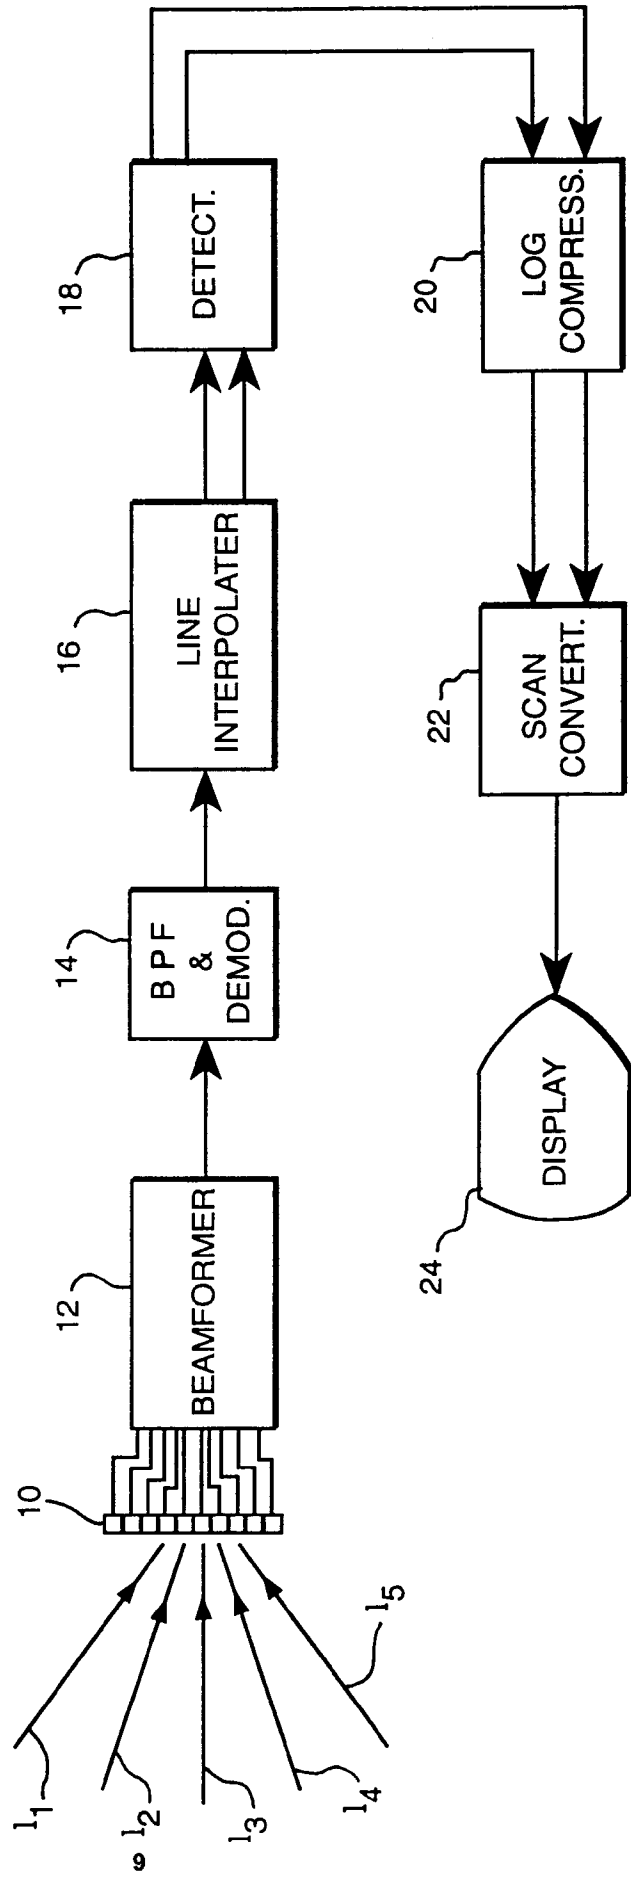 l1
l2
l3
l4
l5
10
12
BEAMFORMER
14
B P F
&
DEMOD.
16
LINE
INTERPOLATER
18
DETECT.
20
LOG
COMPRESS.
22
SCAN
CONVERT.
24
DISPLAY
9